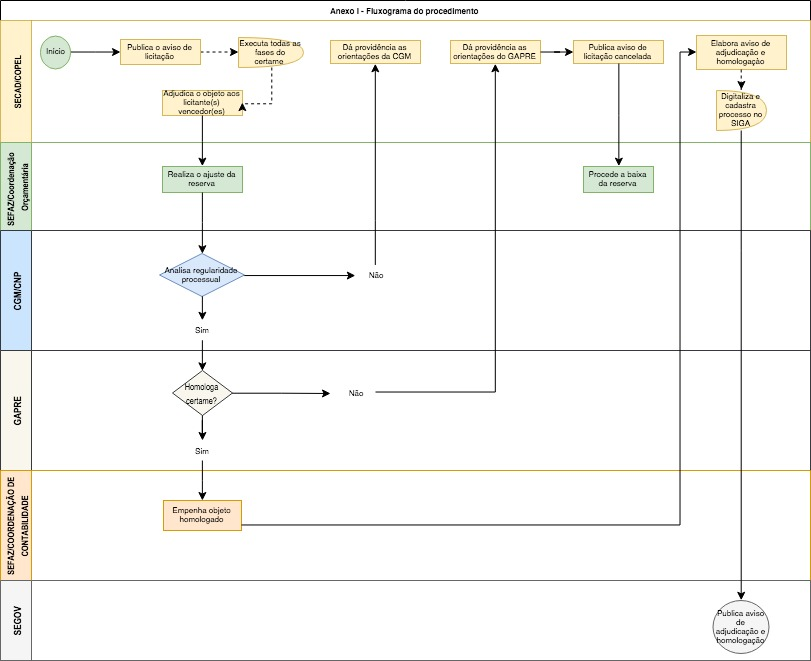 Anexo I - Fluxograma do procedimento
SECAD/COPEL
Início
Publica o aviso de
licitação
Executa todas as
fases do
certame
Dá providência as
orientações da CGM
Dá providência as
orientações do GAPRE
Publica aviso de
licitação cancelada
Elabora aviso de
adjudicação e
homologação
Adjudica o objeto aos
licitante(s)
vencedor(es)
Digitaliza e
cadastra
processo no
SIGA
SEFAZ/Coordenação
Orçamentária
Realiza o ajuste da
reserva
Procede a baixa
da reserva
CGM/CNP
Analisa regularidade
processual
Não
Sim
GAPRE
Homologa
certame?
Não
Sim
SEFAZ/COORDENAÇÃO DE
CONTABILIDADE
Empenha objeto
homologado
SEGOV
Publica aviso
de
adjudicação e
homologação